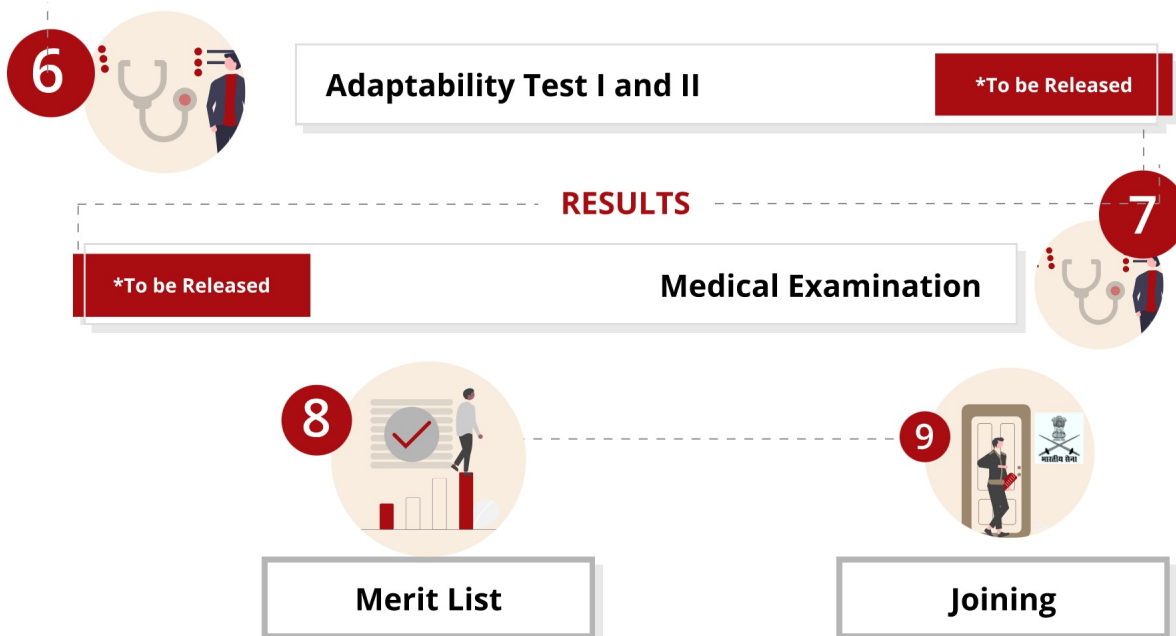 6
Adaptability Test I and II
*To be Released
RESULTS
7
*To be Released
Medical Examination
8
9
भारतीय सेना
Merit List
Joining